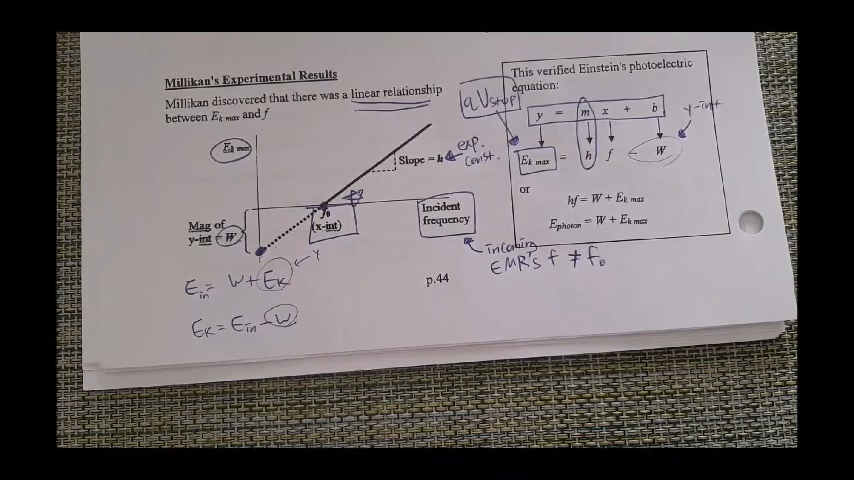 Millikan's Experimental Results
Millikan discovered that there was a linear relationship
between Ek max and f
Ek max
Slope = h
exp.
const.
f0
(x-int)
Mag of
y-int = W
Incident
frequency
incoming
EMR's f ≠ f0
Ein = W + Ek
Y
Ek = Ein - W
p.44
qVstop
This verified Einstein's photoelectric
equation:
y = m x + b
y-int
Ek max = h f - W
or
hf = W + Ek max
Ephoton = W + Ek max